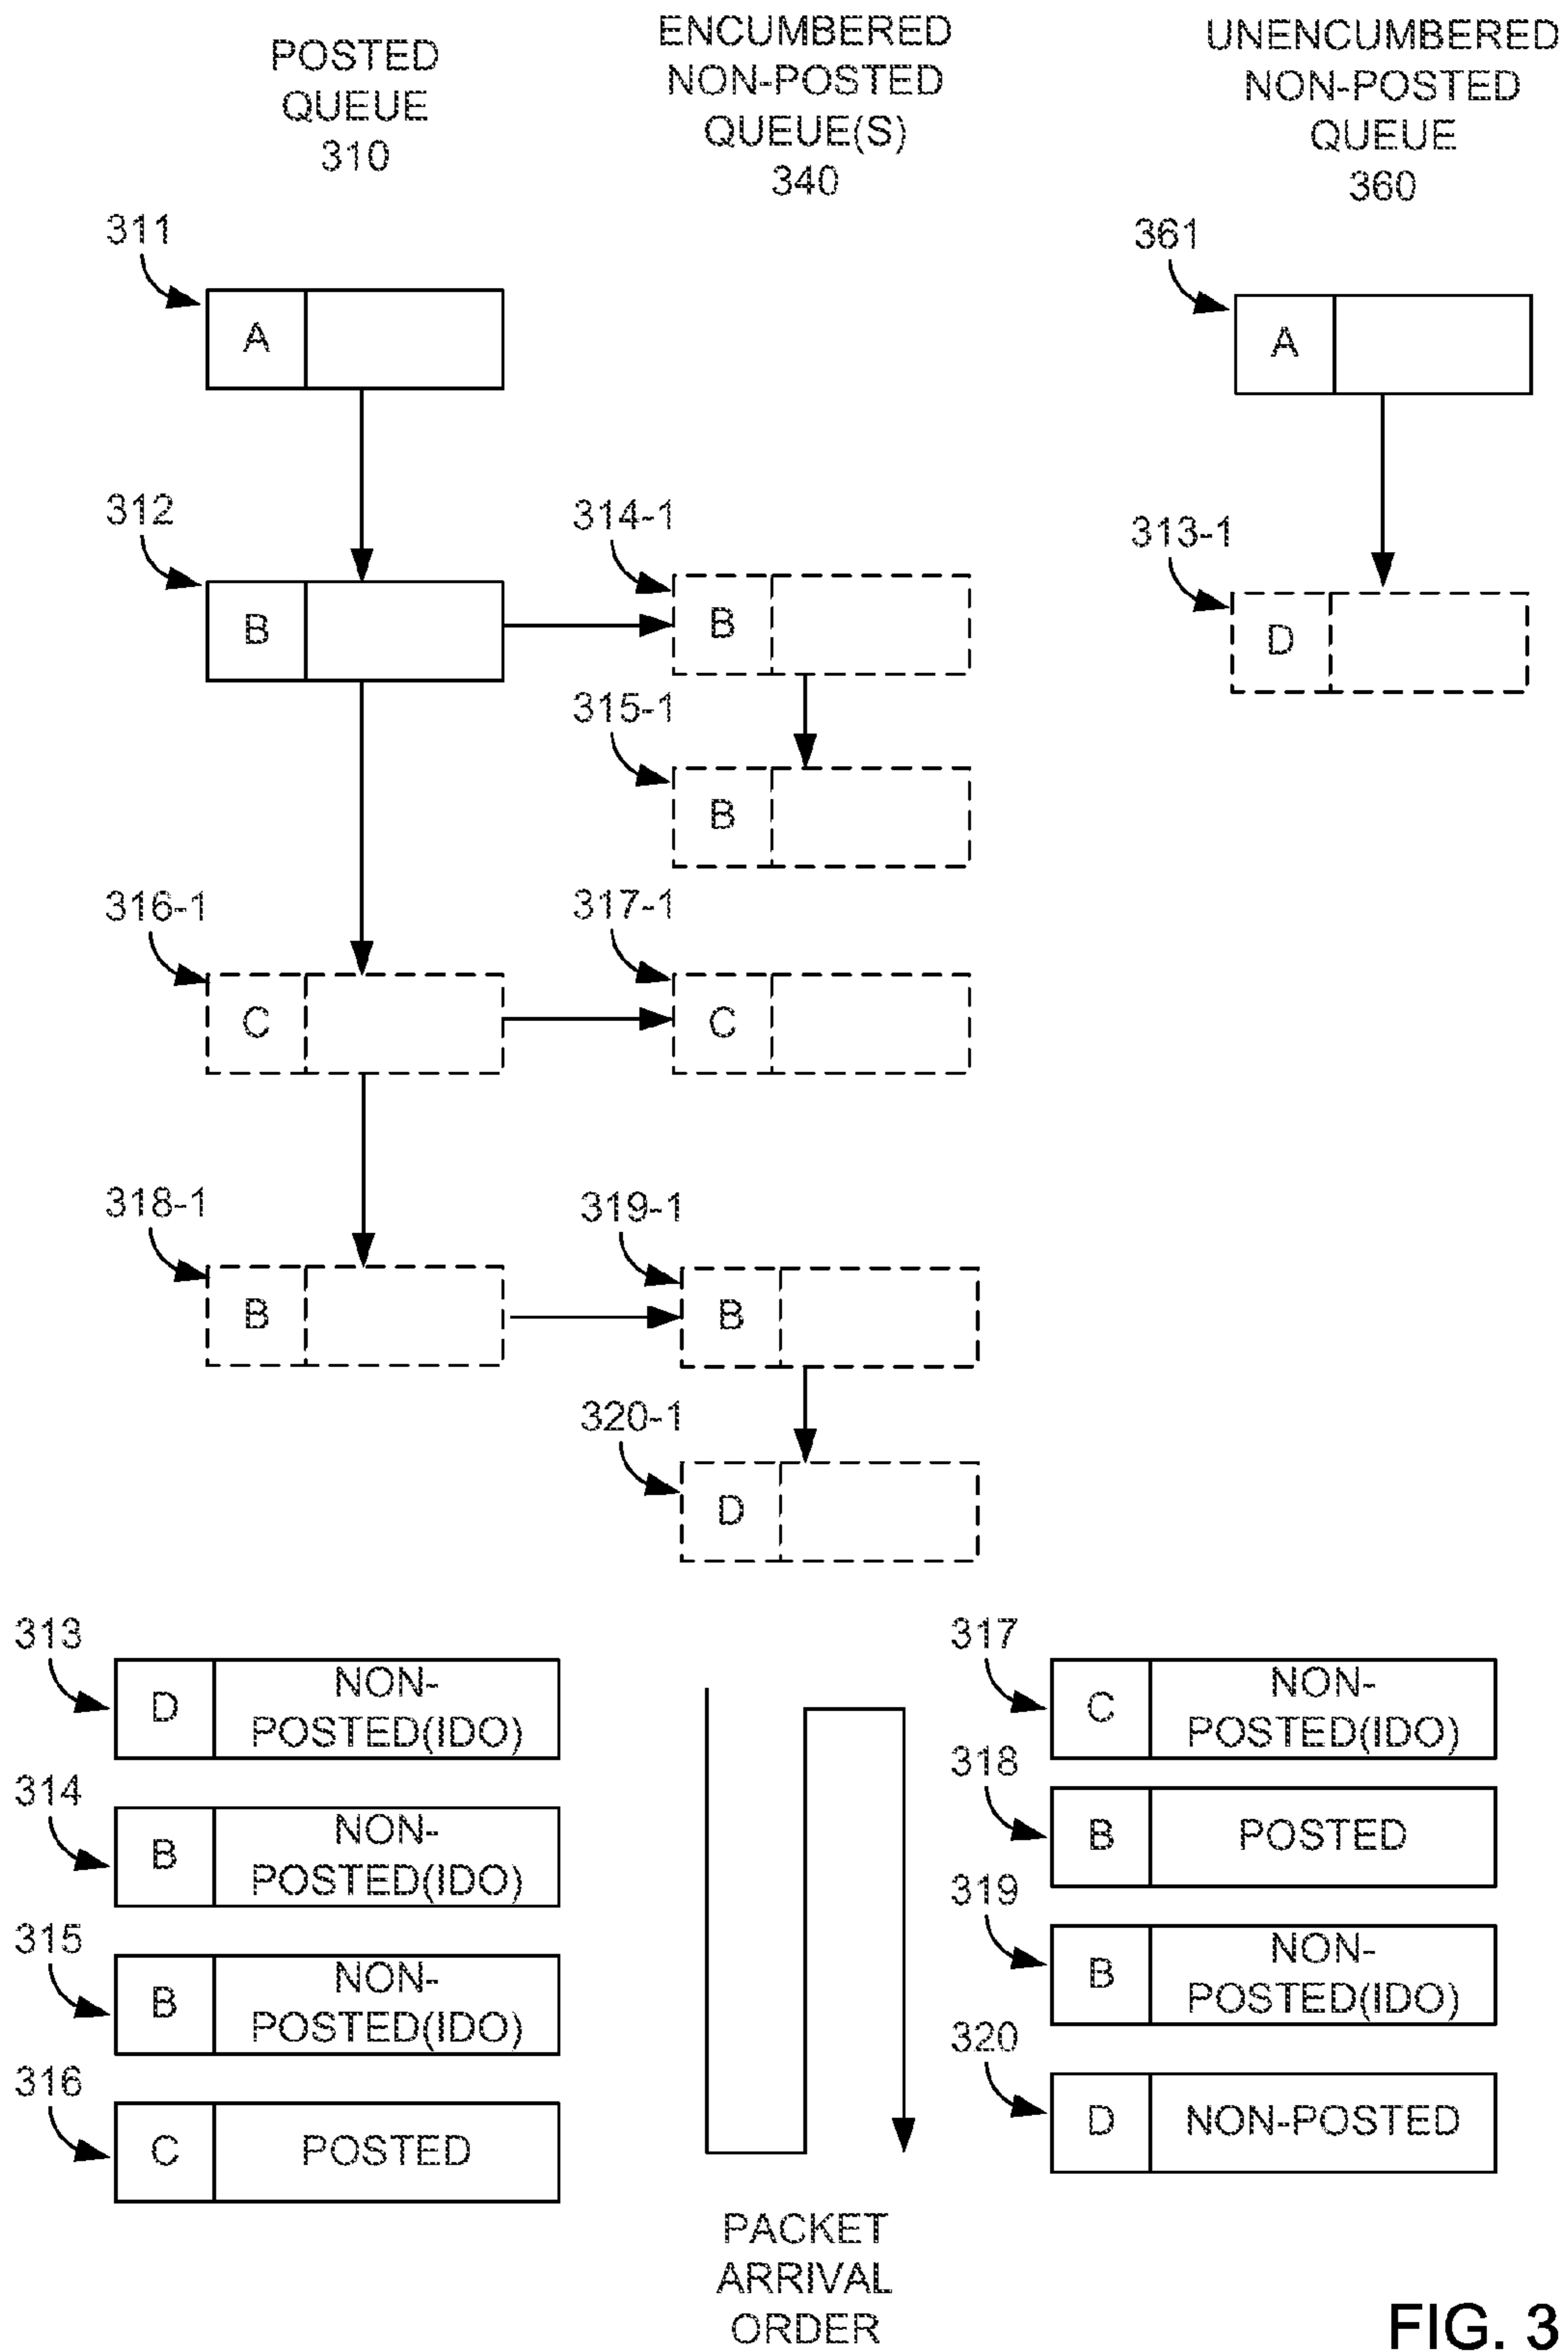 POSTED
QUEUE
310
ENCUMBERED
NON-POSTED
QUEUE(S)
340
UNENCUMBERED
NON-POSTED
QUEUE
360
311
A
361
A
312
B
314-1
B
313-1
D
315-1
B
316-1
C
317-1
C
318-1
B
319-1
B
320-1
D
313
D
NON-
POSTED(IDO)
314
B
NON-
POSTED(IDO)
315
B
NON-
POSTED(IDO)
316
C
POSTED
317
C
NON-
POSTED(IDO)
318
B
POSTED
319
B
NON-
POSTED(IDO)
320
D
NON-POSTED
PACKET
ARRIVAL
ORDER
FIG. 3